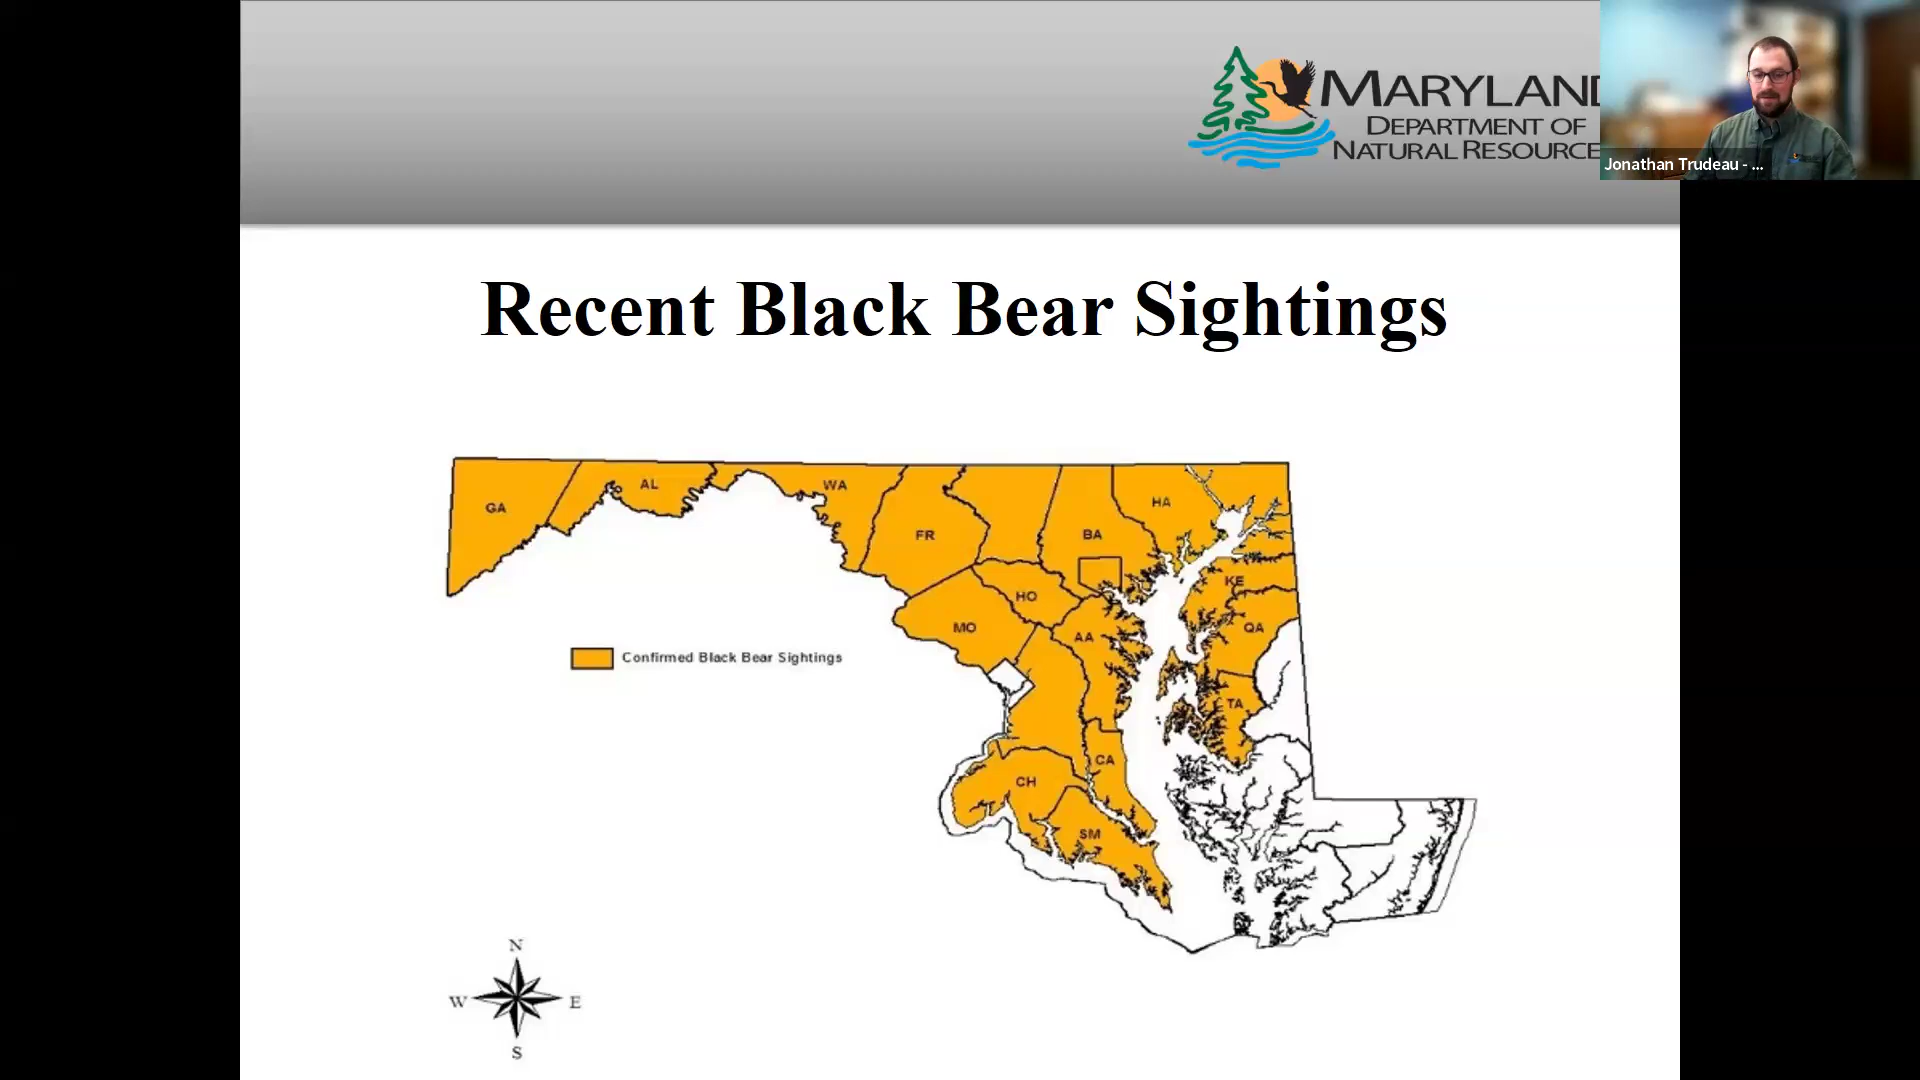 MARYLAND
DEPARTMENT OF
NATURAL RESOURCE
Jonathan Trudeau - ...
Recent Black Bear Sightings
GA
AL
WA
FR
BA
HA
KE
HO
MO
AA
QA
TA
CA
CH
SM
Confirmed Black Bear Sightings
N
W
E
S